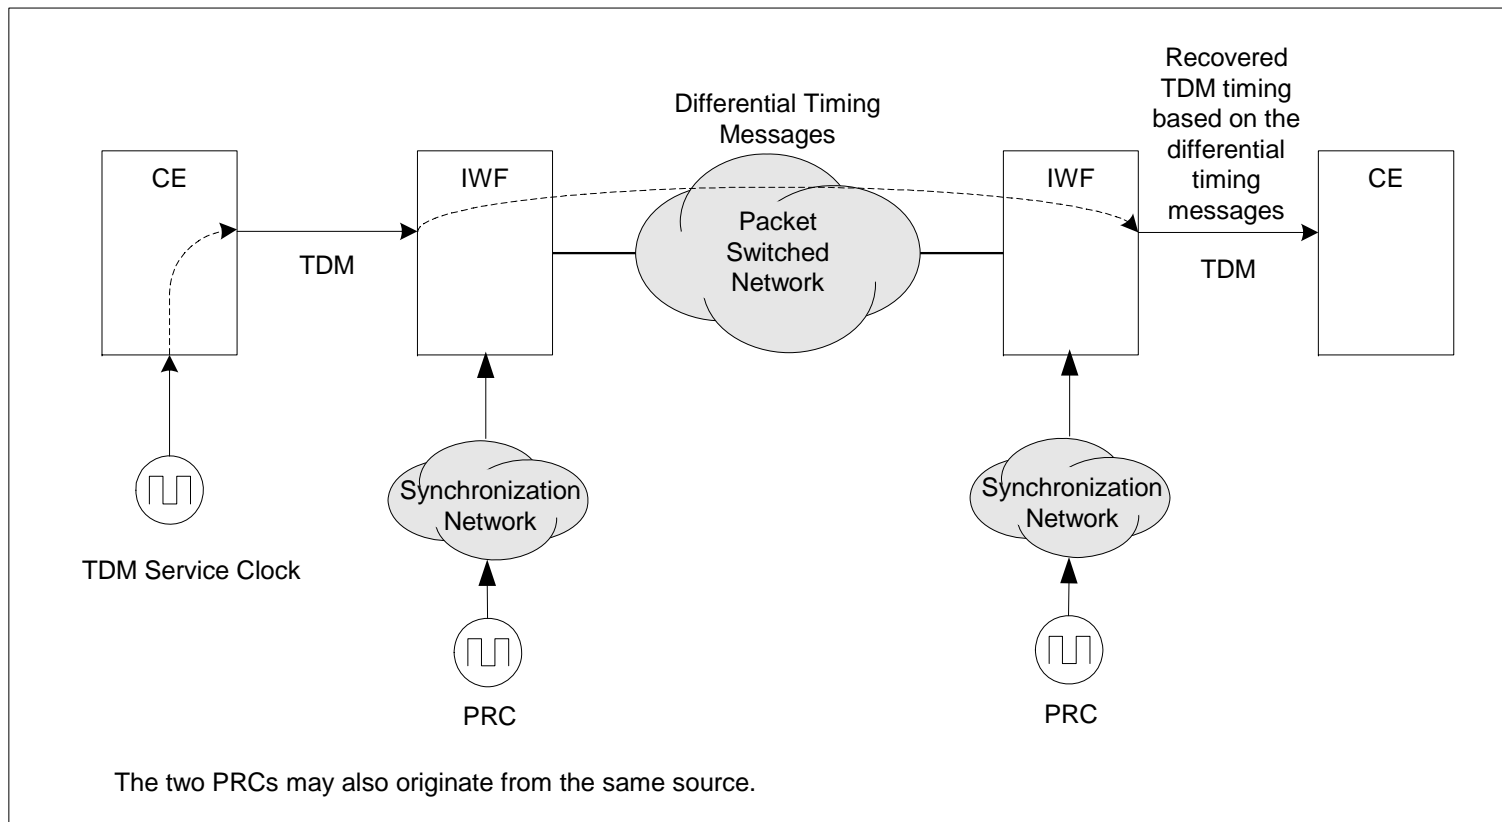 Recovered
TDM timing
based on the
differential
timing
messages
Differential Timing
Messages
CE
IWF
IWF
CE
Packet
Switched
Network
TDM
TDM
Synchronization
Network
Synchronization
Network
TDM Service Clock
PRC
PRC
The two PRCs may also originate from the same source.